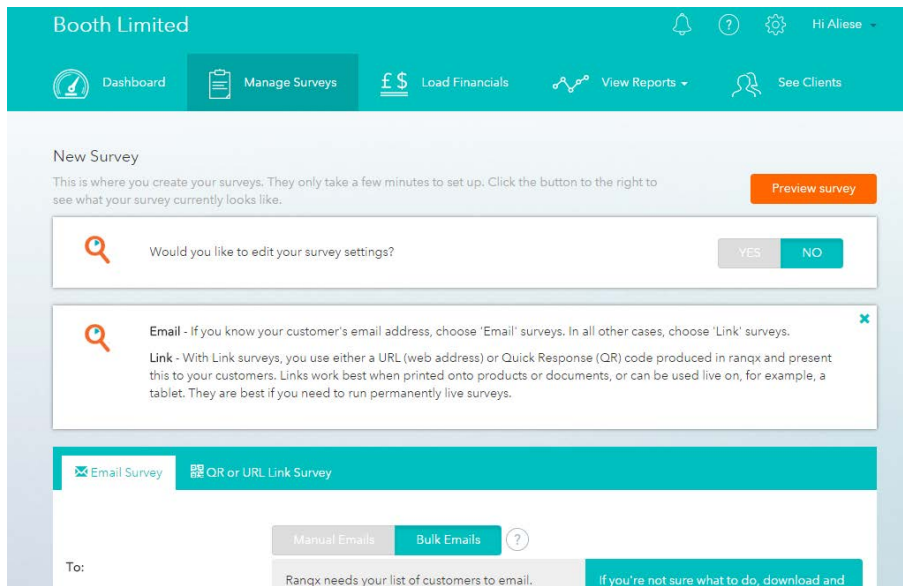 Booth Limited
? Hi Aliese
Dashboard Manage Surveys £$ Load Financials View Reports See Clients
New Survey
This is where you create your surveys. They only take a few minutes to set up. Click the button to the right to
see what your survey currently looks like.
Preview survey
Would you like to edit your survey settings? YES NO
Email - If you know your customer's email address, choose 'Email' surveys. In all other cases, choose 'Link' surveys.
Link - With Link surveys, you use either a URL (web address) or Quick Response (QR) code produced in ranqx and present
this to your customers. Links work best when printed onto products or documents, or can be used live on, for example, a
tablet. They are best if you need to run permanently live surveys.
Email Survey QR or URL Link Survey
Manual Emails Bulk Emails ?
To:
Ranqx needs your list of customers to email. If you're not sure what to do, download and